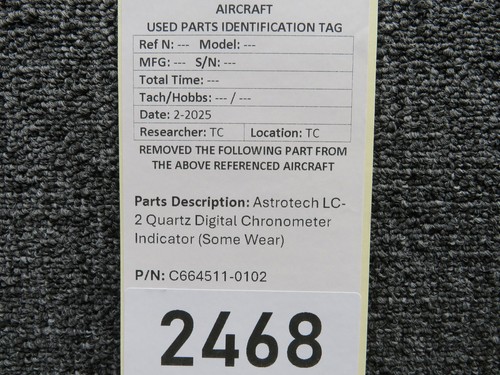 AIRCRAFT
USED PARTS IDENTIFICATION TAG
Ref N: --- Model: ---
MFG: --- S/N: ---
Total Time: ---
Tach/Hobbs: --- / ---
Date: 2-2025
Researcher: TC Location: TC
REMOVED THE FOLLOWING PART FROM
THE ABOVE REFERENCED AIRCRAFT
Parts Description: Astrotech LC-
2 Quartz Digital Chronometer
Indicator (Some Wear)
P/N: C664511-0102
2468